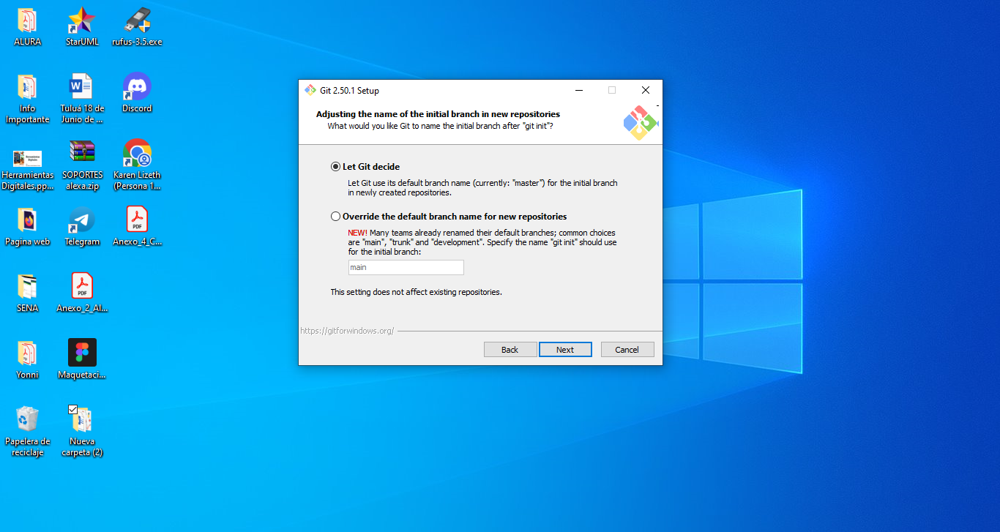 ALURA
StarUML
rufus-3.5.exe
Info
Importante
Tuluá 18 de
Junio de ...
Discord
Herramientas
Digitales.pp...
SOPORTES
alexa.zip
Karen Lizeth
(Persona 1...
Pagina web
Telegram
PDF
Anexo_4_C...
SENA
PDF
Anexo_2_Al...
Yonni
Maquetaci...
Papelera de
reciclaje
Nueva
carpeta (2)
Git 2.50.1 Setup
Adjusting the name of the initial branch in new repositories
What would you like Git to name the initial branch after "git init"?
Let Git decide
Let Git use its default branch name (currently: "master") for the initial branch
in newly created repositories.
Override the default branch name for new repositories
NEW! Many teams already renamed their default branches; common choices
are "main", "trunk" and "development". Specify the name "git init" should use
for the initial branch:
main
This setting does not affect existing repositories.
https://gitforwindows.org/
Back
Next
Cancel